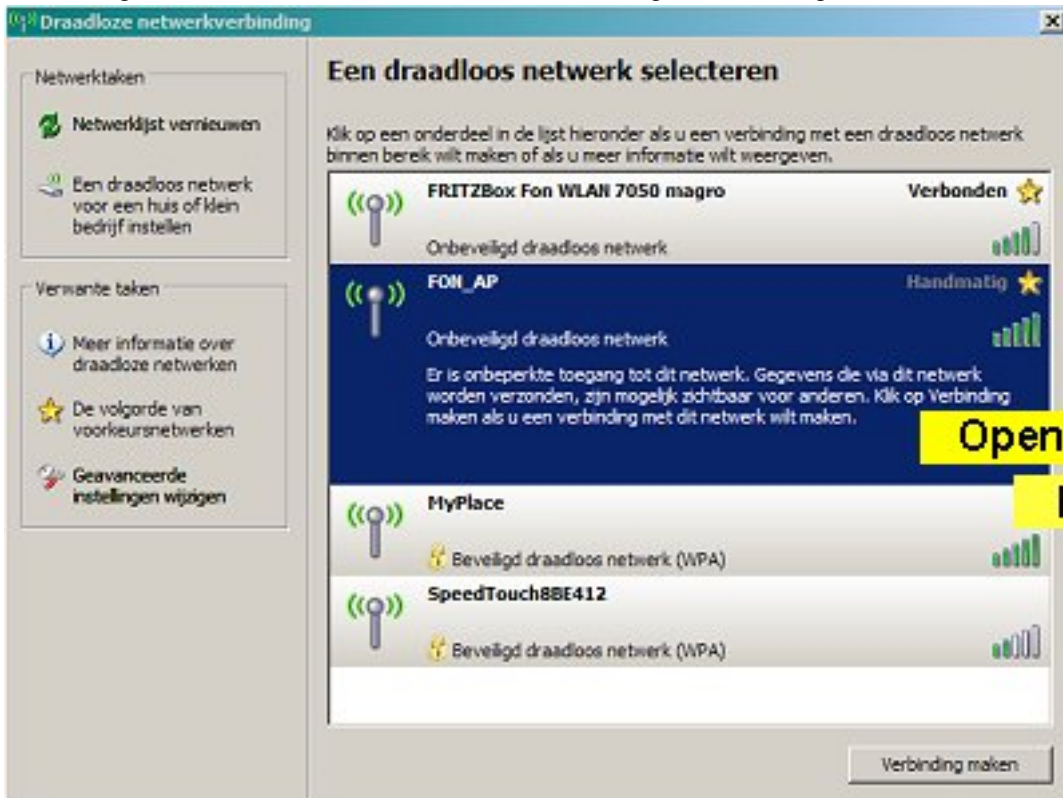 Draadloze netwerkverbinding
Netwerktaken
Netwerklijst vernieuwen
Een draadloos netwerk
voor een huis of klein
bedrijf instellen
Verwante taken
Meer informatie over
draadloze netwerken
De volgorde van
voorkeursnetwerken
Geavanceerde
instellingen wijzigen
Een draadloos netwerk selecteren
Klik op een onderdeel in de lijst hieronder als u een verbinding met een draadloos netwerk
binnen bereik wilt maken of als u meer informatie wilt weergeven.
FRITZBox Fon WLAN 7050 magro Verbonden
Onbeveiligd draadloos netwerk
FON_AP Handmatig
Onbeveiligd draadloos netwerk
Er is onbeperkte toegang tot dit netwerk. Gegevens die via dit netwerk
worden verzonden, zijn mogelijk zichtbaar voor anderen. Klik op Verbinding
maken als u een verbinding met dit netwerk wilt maken.
Open
MyPlace
Beveiligd draadloos netwerk (WPA)
SpeedTouch8BE412
Beveiligd draadloos netwerk (WPA)
Verbinding maken